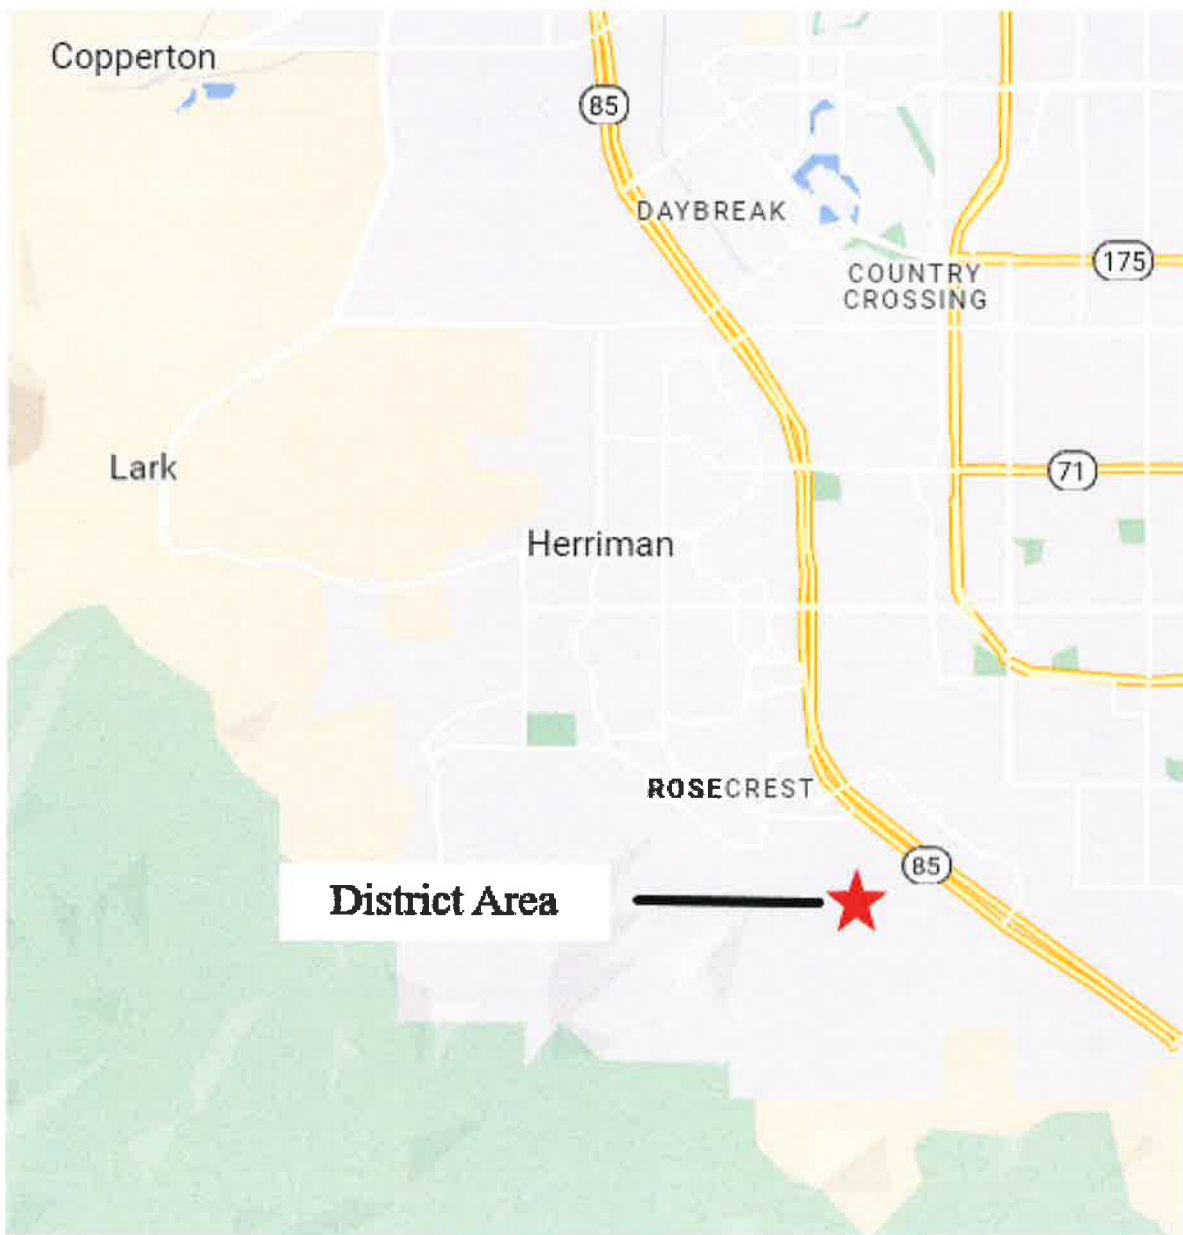 Copperton
85
DAYBREAK
COUNTRY
CROSSING
175
Lark
71
Herriman
ROSECREST
85
District Area